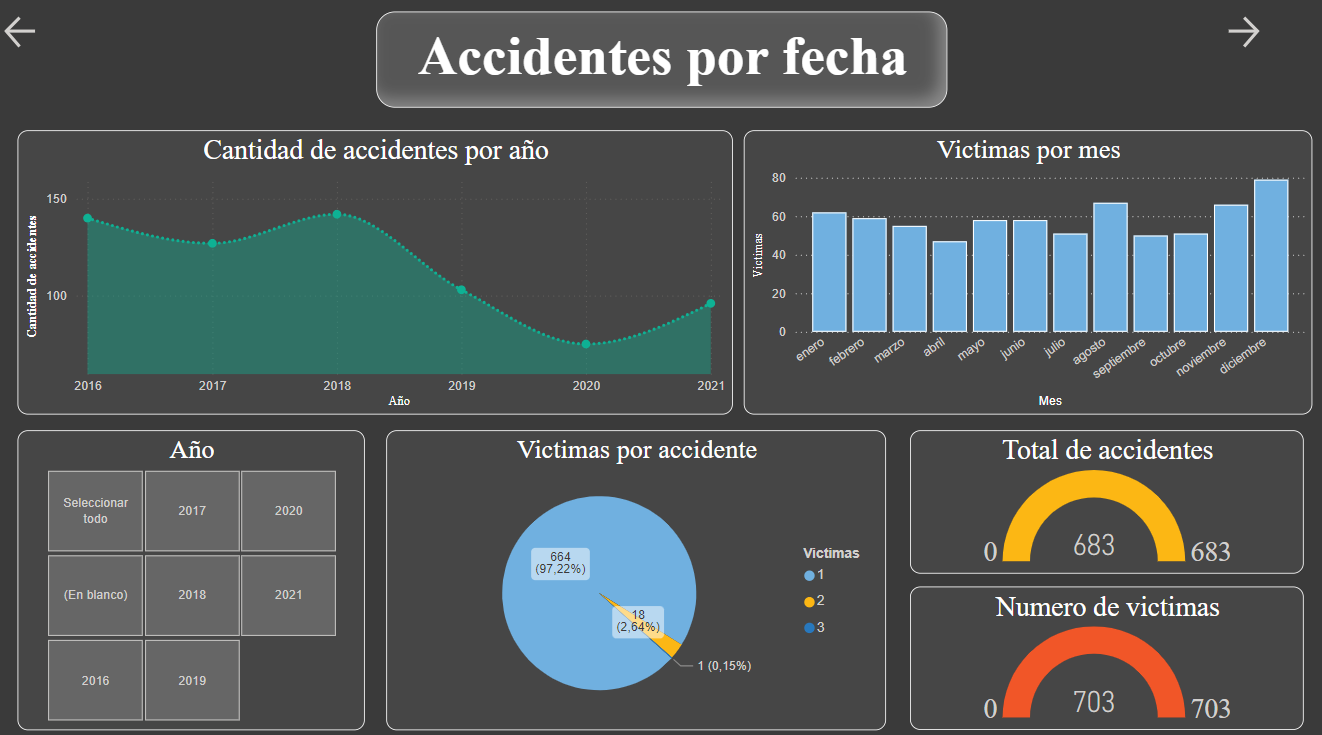 Accidentes por fecha
Cantidad de accidentes por año
Cantidad de accidentes
150
100
2016
2017
2018
2019
2020
2021
Año
Victimas por mes
Victimas
80
60
40
20
0
enero
febrero
marzo
abril
mayo
junio
julio
agosto
septiembre
octubre
noviembre
diciembre
Mes
Año
Seleccionar
todo
2017
2020
(En blanco)
2018
2021
2016
2019
Victimas por accidente
664
(97,22%)
18
(2,64%)
1 (0,15%)
Victimas
1
2
3
Total de accidentes
0
683
683
Numero de victimas
0
703
703